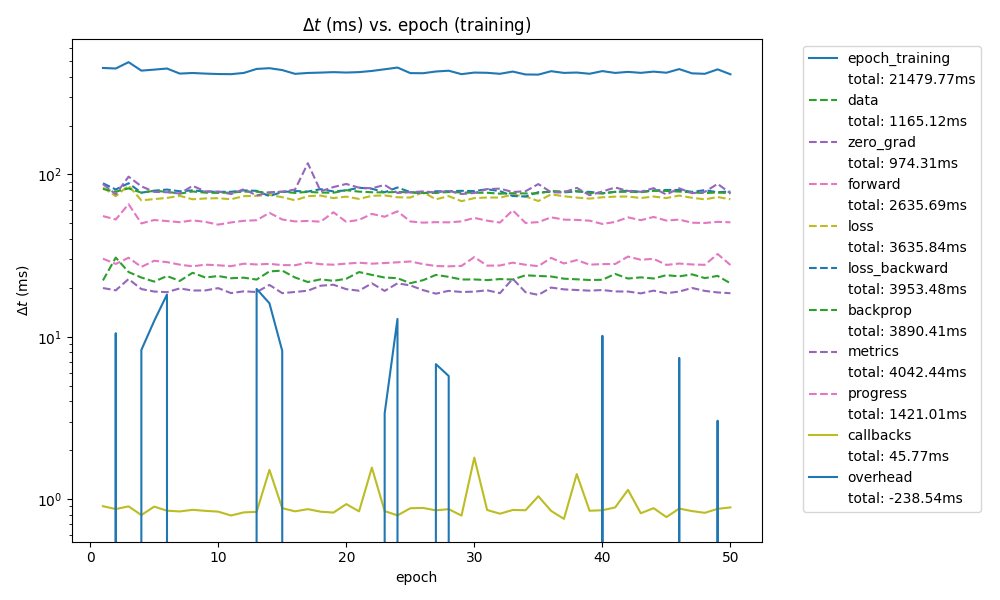 Δt (ms) vs. epoch (training)
Δt (ms)
10²
10¹
10⁰
0 10 20 30 40 50
epoch
epoch_training
total: 21479.77ms
data
total: 1165.12ms
zero_grad
total: 974.31ms
forward
total: 2635.69ms
loss
total: 3635.84ms
loss_backward
total: 3953.48ms
backprop
total: 3890.41ms
metrics
total: 4042.44ms
progress
total: 1421.01ms
callbacks
total: 45.77ms
overhead
total: -238.54ms